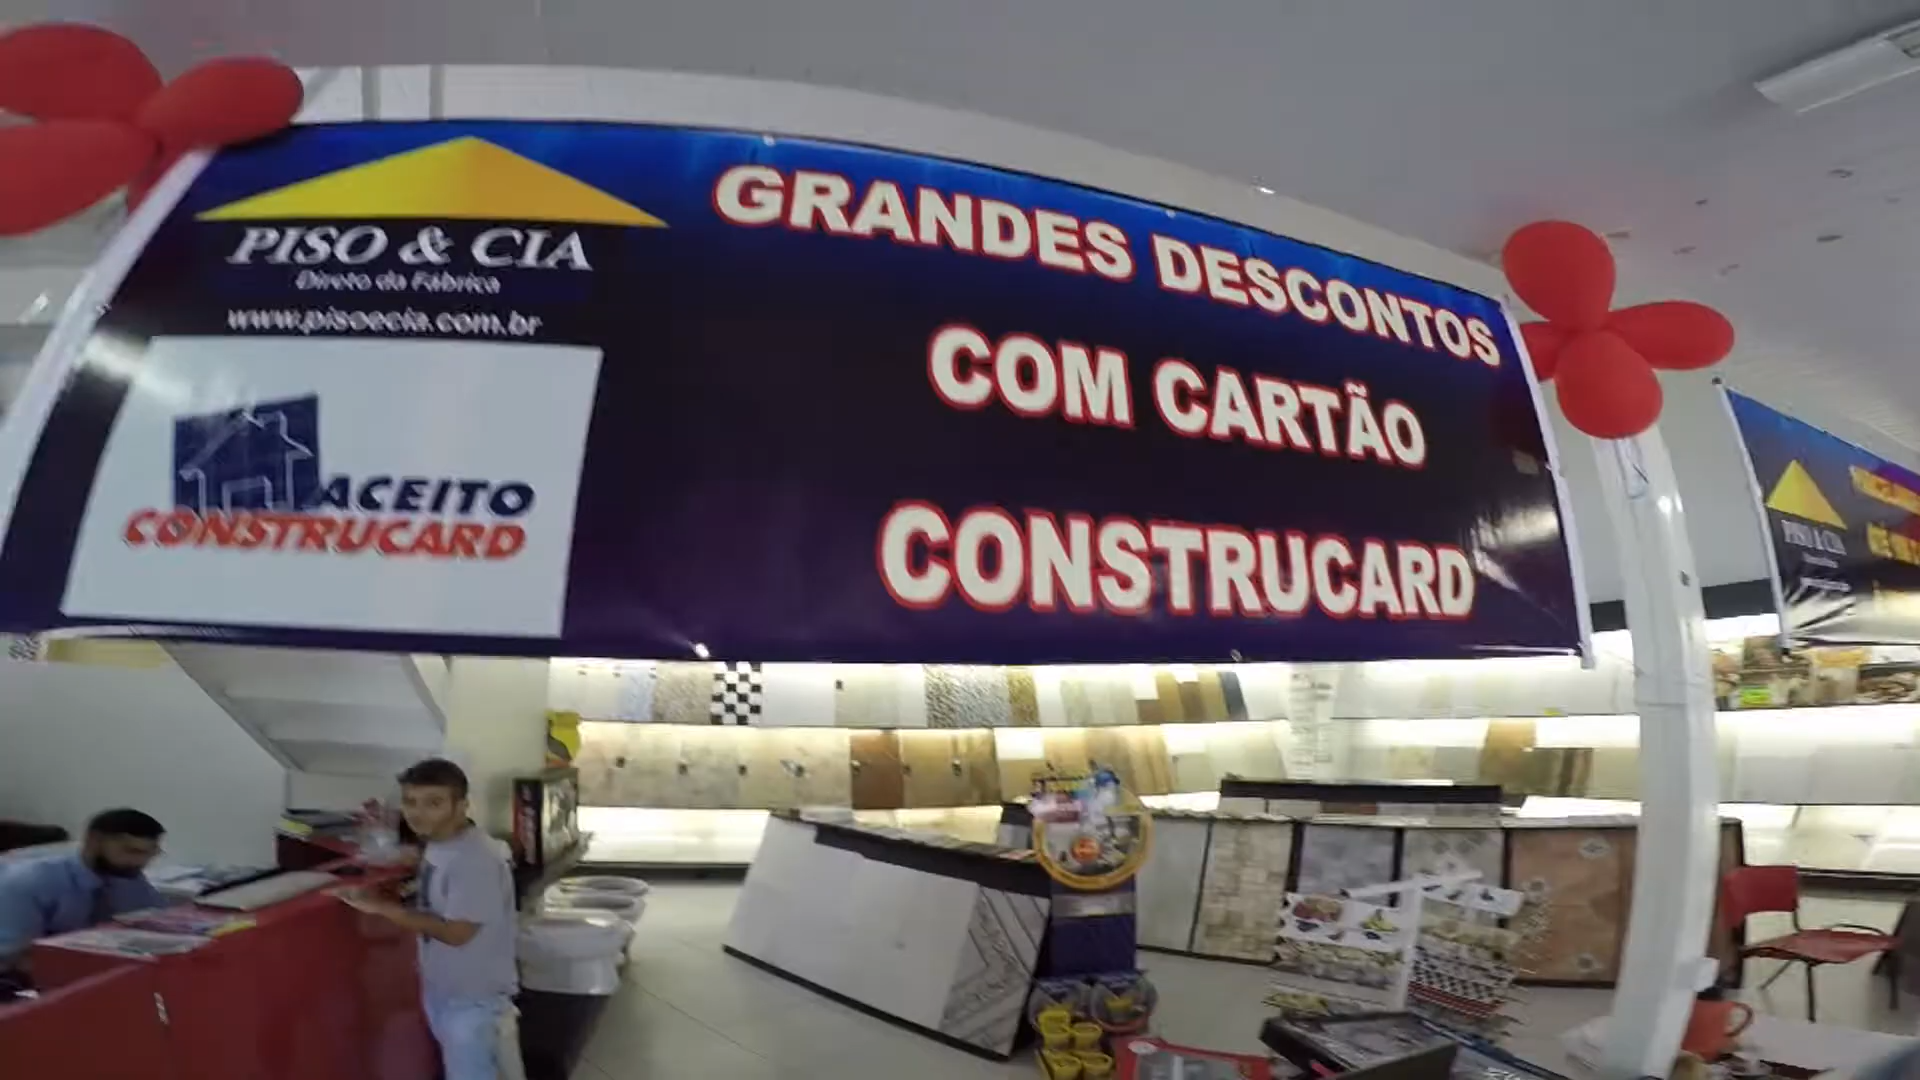 PISO & CIA
Direto da Fábrica
www.pisoecia.com.br
ACEITO
CONSTRUCARD
GRANDES DESCONTOS
COM CARTÃO
CONSTRUCARD
PISO & CIA